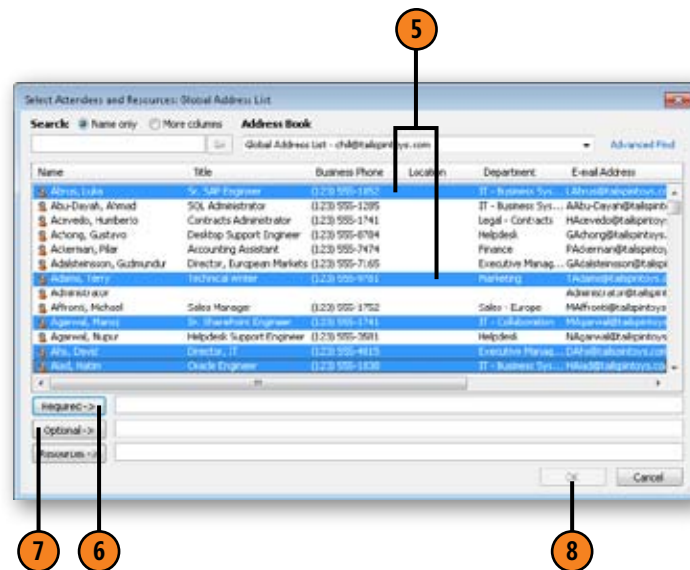 5
Select Attendees and Resources: Global Address List
Search: Name only More columns Address Book
Go Global Address List - chill@tailspintoys.com Advanced Find
Name Title Business Phone Location Department E-mail Address
Abrus, Luka Sr. SAP Engineer (123) 555-1852 IT - Business Sys... LAbrus@tailspintoys.co
Abu-Dayah, Ahmad SQL Administrator (123) 555-1285 IT - Business Sys... AAbu-Dayah@tailspinto
Acevedo, Humberto Contracts Administrator (123) 555-1741 Legal - Contracts HAcevedo@tailspintoy
Achong, Gustavo Desktop Support Engineer (123) 555-8784 Helpdesk GAchong@tailspintoys.
Ackerman, Pilar Accounting Assistant (123) 555-7474 Finance PAckerman@tailspintoy
Adalsteinsson, Gudmundur Director, European Markets (123) 555-7165 Executive Manag... GAdalsteinsson@tailspi
Adams, Terry Technical Writer (123) 555-9781 Marketing TAdams@tailspintoys.c
Administrator Administrator@tailspint
Affronti, Michael Sales Manager (123) 555-1752 Sales - Europe MAffronti@tailspintoys
Agarwal, Manoj Sr. SharePoint Engineer (123) 555-1741 IT - Collaboration MAgarwal@tailspintoys
Agarwal, Nupur Helpdesk Support Engineer (123) 555-3581 Helpdesk NAgarwal@tailspintoys.
Ahs, David Director, IT (123) 555-4615 Executive Manag... DAhs@tailspintoys.com
Alad, Hatim Oracle Engineer (123) 555-1838 IT - Business Sys... HAlad@tailspintoys.co
Required ->
Optional ->
Resources ->
OK Cancel
7 6 8